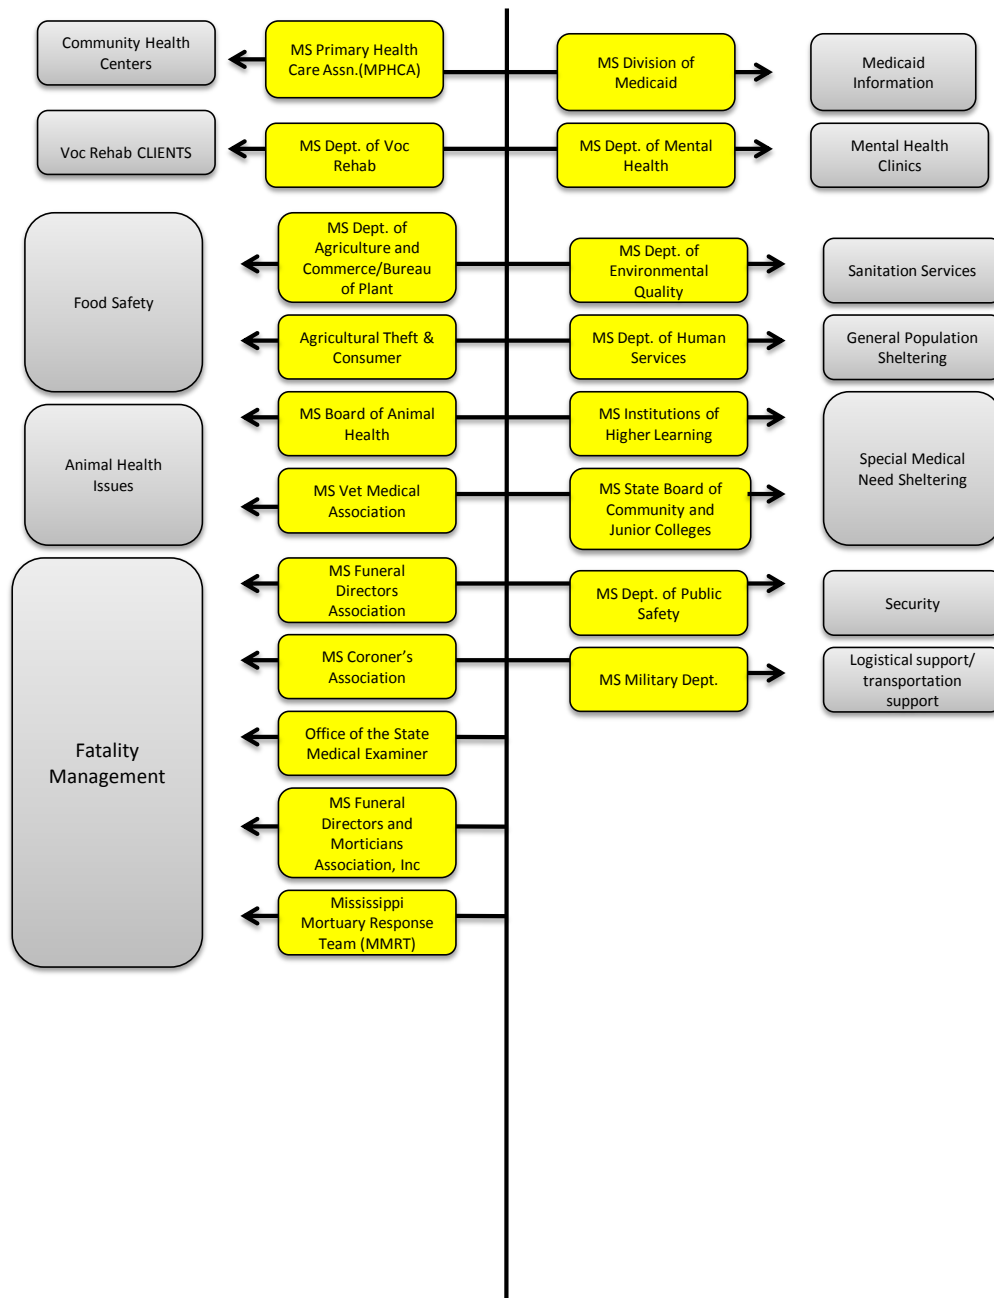 Community Health
Centers
MS Primary Health
Care Assn.(MPHCA)
MS Division of
Medicaid
Medicaid
Information
Voc Rehab CLIENTS
MS Dept. of Voc
Rehab
MS Dept. of Mental
Health
Mental Health
Clinics
Food Safety
MS Dept. of
Agriculture and
Commerce/Bureau
of Plant
MS Dept. of
Environmental
Quality
Sanitation Services
Agricultural Theft &
Consumer
MS Dept. of Human
Services
General Population
Sheltering
Animal Health
Issues
MS Board of Animal
Health
MS Institutions of
Higher Learning
Special Medical
Need Sheltering
MS Vet Medical
Association
MS State Board of
Community and
Junior Colleges
Fatality
Management
MS Funeral
Directors
Association
MS Dept. of Public
Safety
Security
MS Coroner's
Association
MS Military Dept.
Logistical support/
transportation
support
Office of the State
Medical Examiner
MS Funeral
Directors and
Morticians
Association, Inc
Mississippi
Mortuary Response
Team (MMRT)